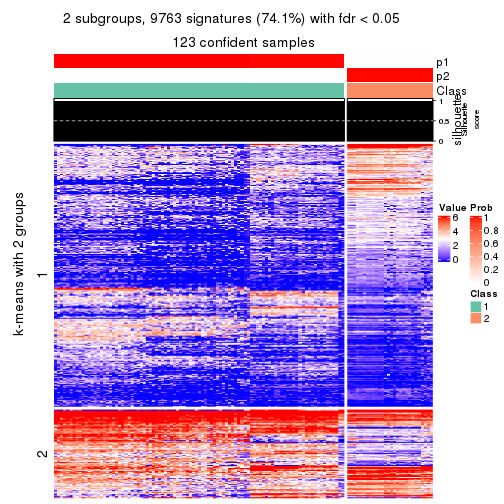 2 subgroups, 9763 signatures (74.1%) with fdr < 0.05
123 confident samples
p1
p2
Class
1
0.5
0
silhouette
Silhouette
score
k-means with 2 groups
1
2
Value
6
4
2
0
Prob
1
0.8
0.6
0.4
0.2
0
Class
1
2